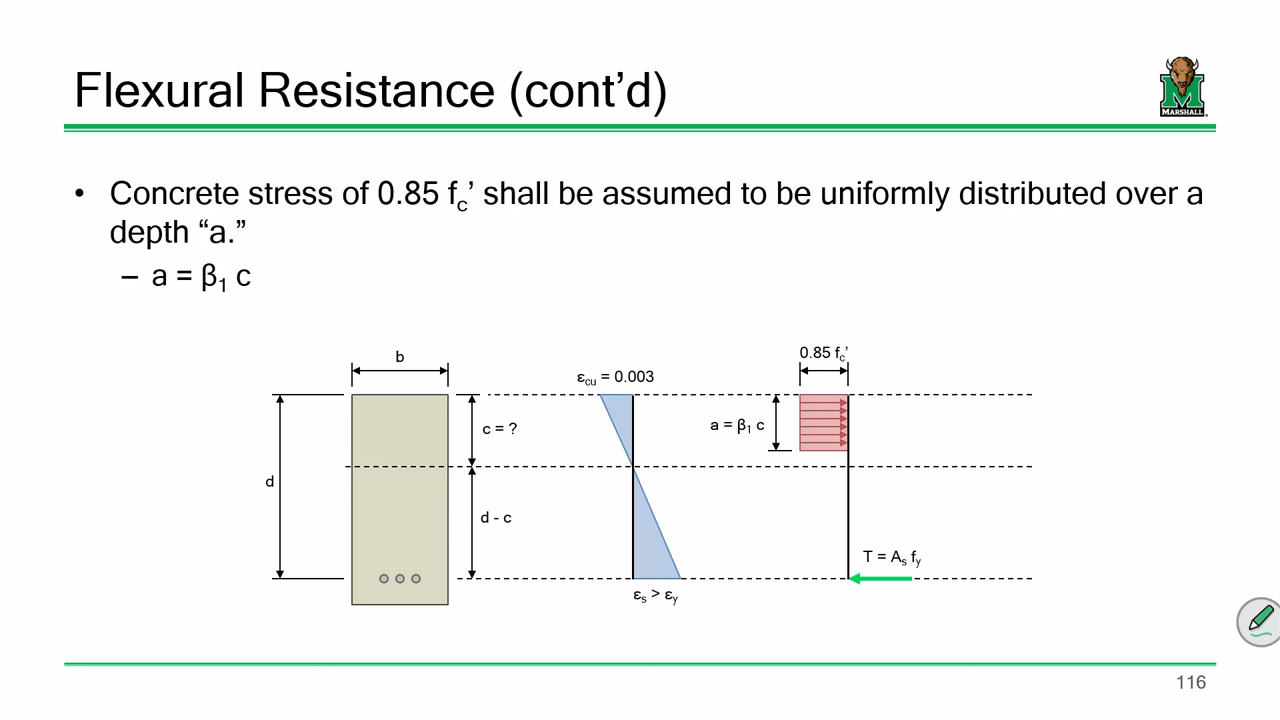 Flexural Resistance (cont’d)
MARSHALL
• Concrete stress of 0.85 fc’ shall be assumed to be uniformly distributed over a
depth “a.”
– a = β1 c
b
0.85 fc’
εcu = 0.003
c = ?
a = β1 c
d
d - c
T = As fy
εs > εy
116